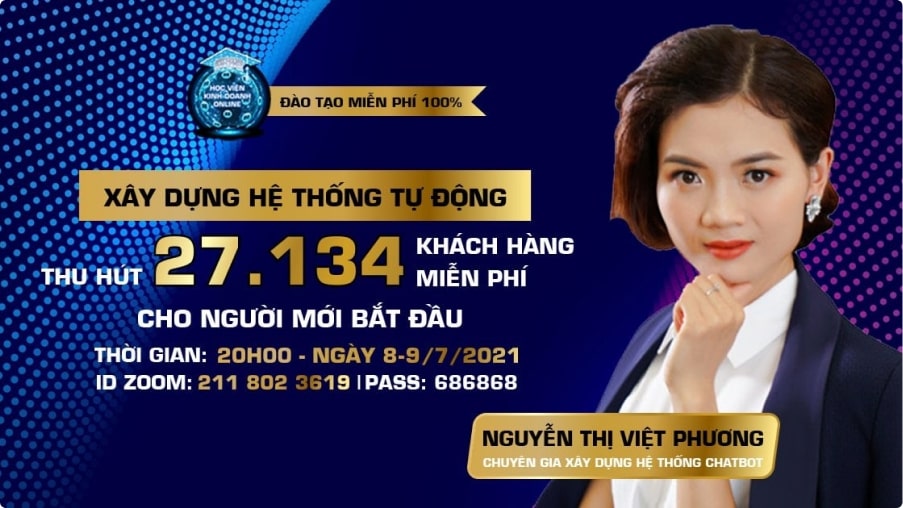 HỌC VIỆN
KINH DOANH
ONLINE
ĐÀO TẠO MIỄN PHÍ 100%
XÂY DỰNG HỆ THỐNG TỰ ĐỘNG
THU HÚT 27.134 KHÁCH HÀNG
MIỄN PHÍ
CHO NGƯỜI MỚI BẮT ĐẦU
THỜI GIAN: 20H00 - NGÀY 8-9/7/2021
ID ZOOM: 211 802 3619 | PASS: 686868
NGUYỄN THỊ VIỆT PHƯƠNG
CHUYÊN GIA XÂY DỰNG HỆ THỐNG CHATBOT